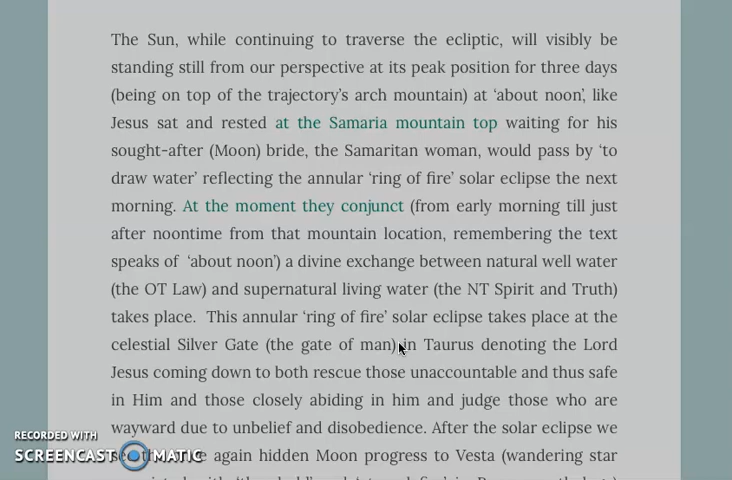 The Sun, while continuing to traverse the ecliptic, will visibly be
standing still from our perspective at its peak position for three days
(being on top of the trajectory's arch mountain) at 'about noon', like
Jesus sat and rested at the Samaria mountain top waiting for his
sought-after (Moon) bride, the Samaritan woman, would pass by 'to
draw water' reflecting the annular 'ring of fire' solar eclipse the next
morning. At the moment they conjunct (from early morning till just
after noontime from that mountain location, remembering the text
speaks of 'about noon') a divine exchange between natural well water
(the OT Law) and supernatural living water (the NT Spirit and Truth)
takes place. This annular 'ring of fire' solar eclipse takes place at the
celestial Silver Gate (the gate of man) in Taurus denoting the Lord
Jesus coming down to both rescue those unaccountable and thus safe
in Him and those closely abiding in him and judge those who are
wayward due to unbelief and disobedience. After the solar eclipse we
again hidden Moon progress to Vesta (wandering star
RECORDED WITH
SCREENCAST MATIC